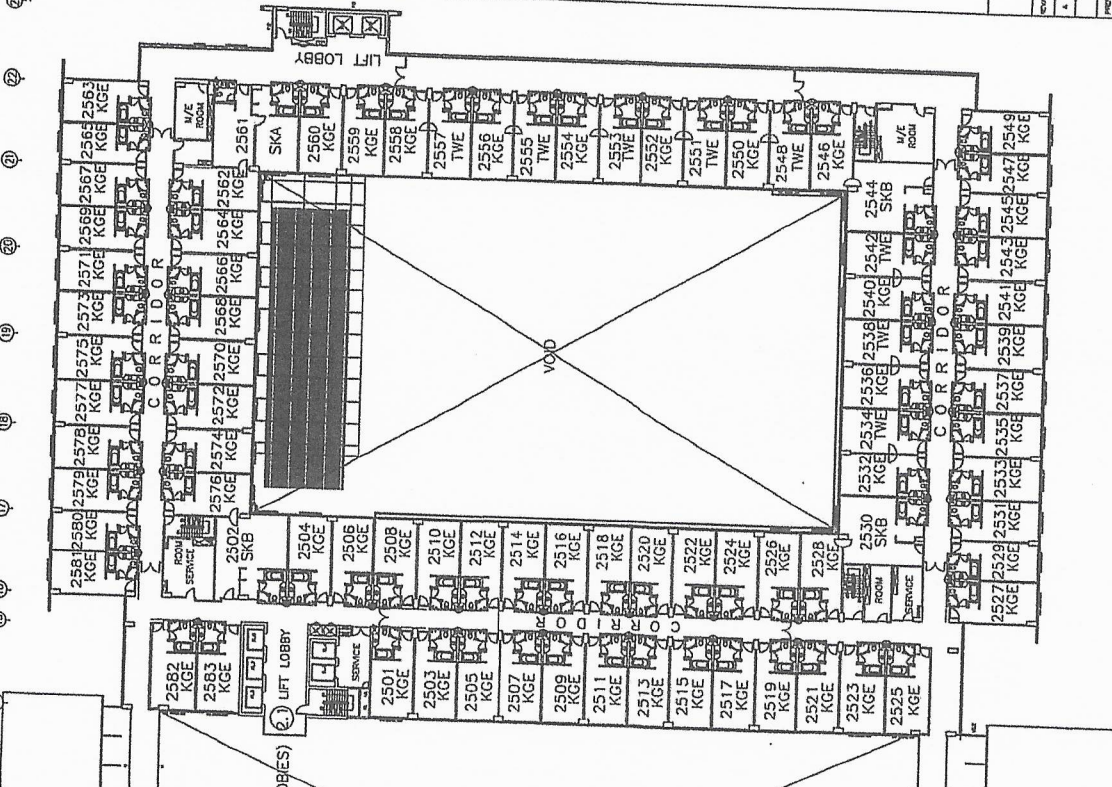 22
LIFT LOBBY
2563
KGE
2565
KGE
2567
KGE
2569
KGE
2571
KGE
2573
KGE
2575
KGE
2577
KGE
2578
KGE
2579
KGE
2580
KGE
2581
KGE
M/E
ROOM
2561
SKA
2560
KGE
2559
KGE
2558
KGE
2557
TWE
2556
KGE
2555
TWE
2554
KGE
2553
TWE
2552
KGE
2551
TWE
2550
KGE
2548
TWE
2546
KGE
M/E
ROOM
20
19
18
CORRIDOR
2562
KGE
2564
KGE
2566
KGE
2568
KGE
2570
KGE
2572
KGE
2574
KGE
2576
KGE
VOID
2544
SKB
2542
TWE
2540
KGE
2538
TWE
2536
KGE
2534
TWE
2532
KGE
2530
SKB
CORRIDOR
2549
KGE
2547
KGE
2545
KGE
2543
KGE
2541
KGE
2539
KGE
2537
KGE
2535
KGE
2533
KGE
2531
KGE
2529
KGE
2527
KGE
ROOM
SERVICE
2502
SKB
2504
KGE
2506
KGE
2508
KGE
2510
KGE
2512
KGE
2514
KGE
2516
KGE
2518
KGE
2520
KGE
2522
KGE
2524
KGE
2526
KGE
2528
KGE
ROOM
SERVICE
CORRIDOR
2582
KGE
2583
KGE
LIFT LOBBY
2.1
SERVICE
2501
KGE
2503
KGE
2505
KGE
2507
KGE
2509
KGE
2511
KGE
2513
KGE
2515
KGE
2517
KGE
2519
KGE
2521
KGE
2523
KGE
2525
KGE